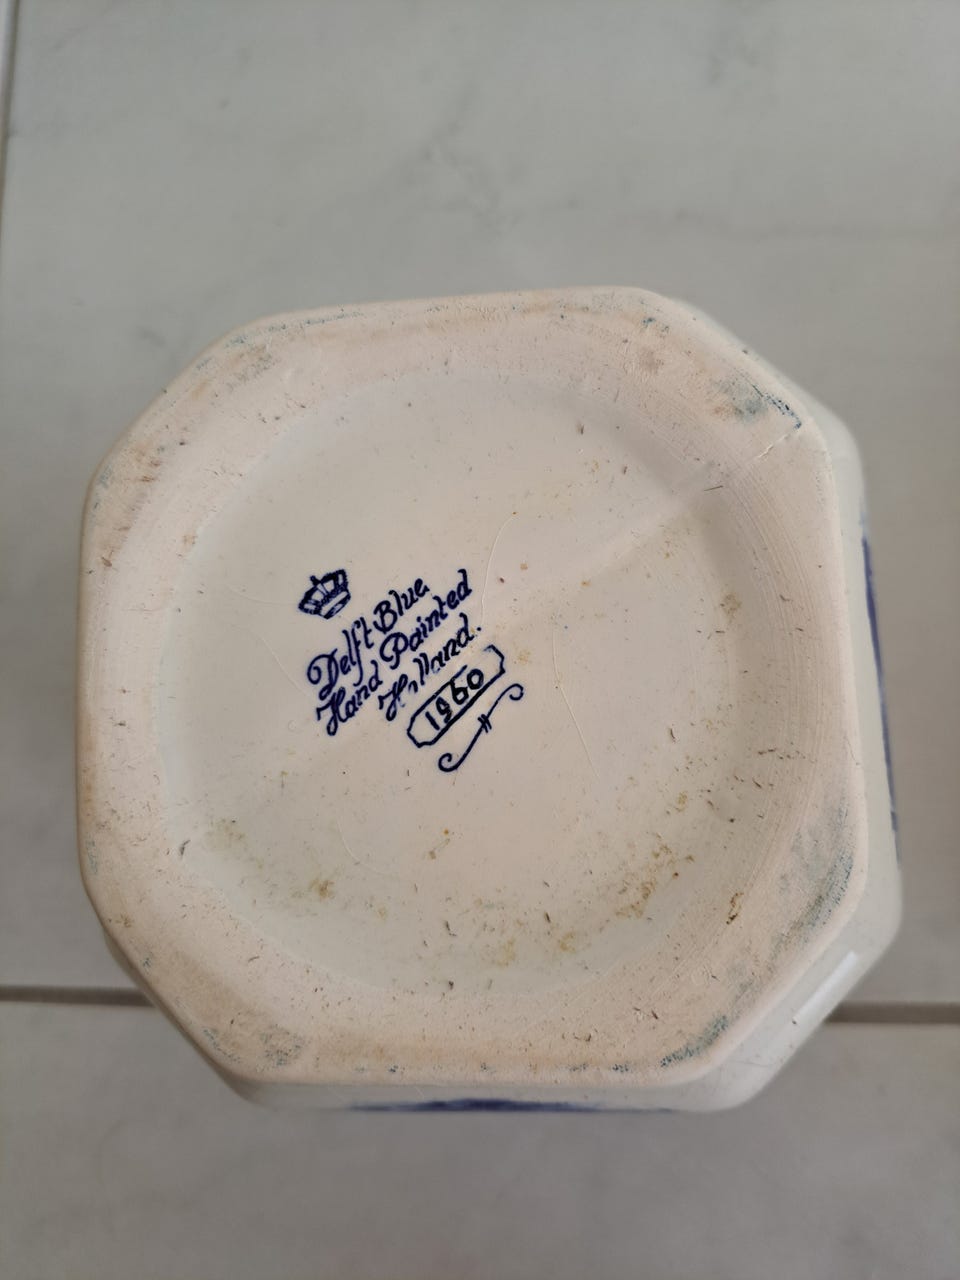 Delft Blue
Hand Painted
Holland.
1960